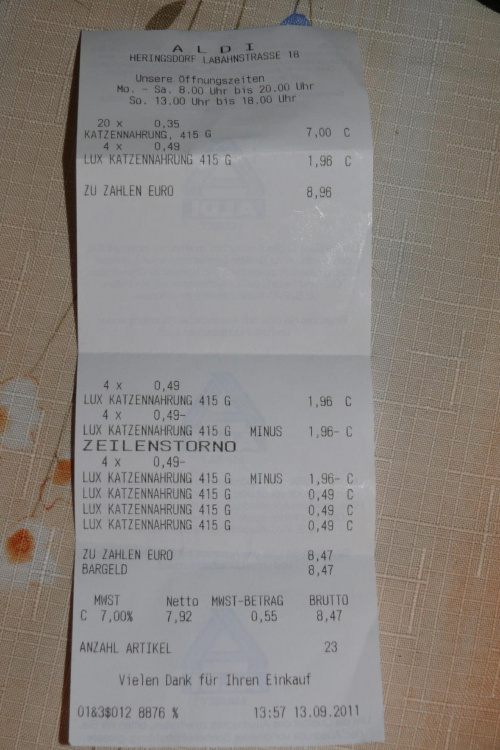 ALDI
HERINGSDORF LABAHNSTRASSE 18
Unsere Öffnungszeiten
Mo. - Sa. 8.00 Uhr bis 20.00 Uhr
So. 13.00 Uhr bis 18.00 Uhr
20 x 0,35
KATZENNAHRUNG, 415 G 7,00 C
4 x 0,49
LUX KATZENNAHRUNG 415 G 1,96 C
ZU ZAHLEN EURO 8,96
4 x 0,49
LUX KATZENNAHRUNG 415 G 1,96 C
4 x 0,49-
LUX KATZENNAHRUNG 415 G MINUS 1,96- C
ZEILENSTORNO
4 x 0,49-
LUX KATZENNAHRUNG 415 G MINUS 1,96- C
LUX KATZENNAHRUNG 415 G 0,49 C
LUX KATZENNAHRUNG 415 G 0,49 C
LUX KATZENNAHRUNG 415 G 0,49 C
ZU ZAHLEN EURO 8,47
BARGELD 8,47
MWST Netto MWST-BETRAG BRUTTO
C 7,00% 7,92 0,55 8,47
ANZAHL ARTIKEL 23
Vielen Dank für Ihren Einkauf
01&3$012 8876 % 13:57 13.09.2011